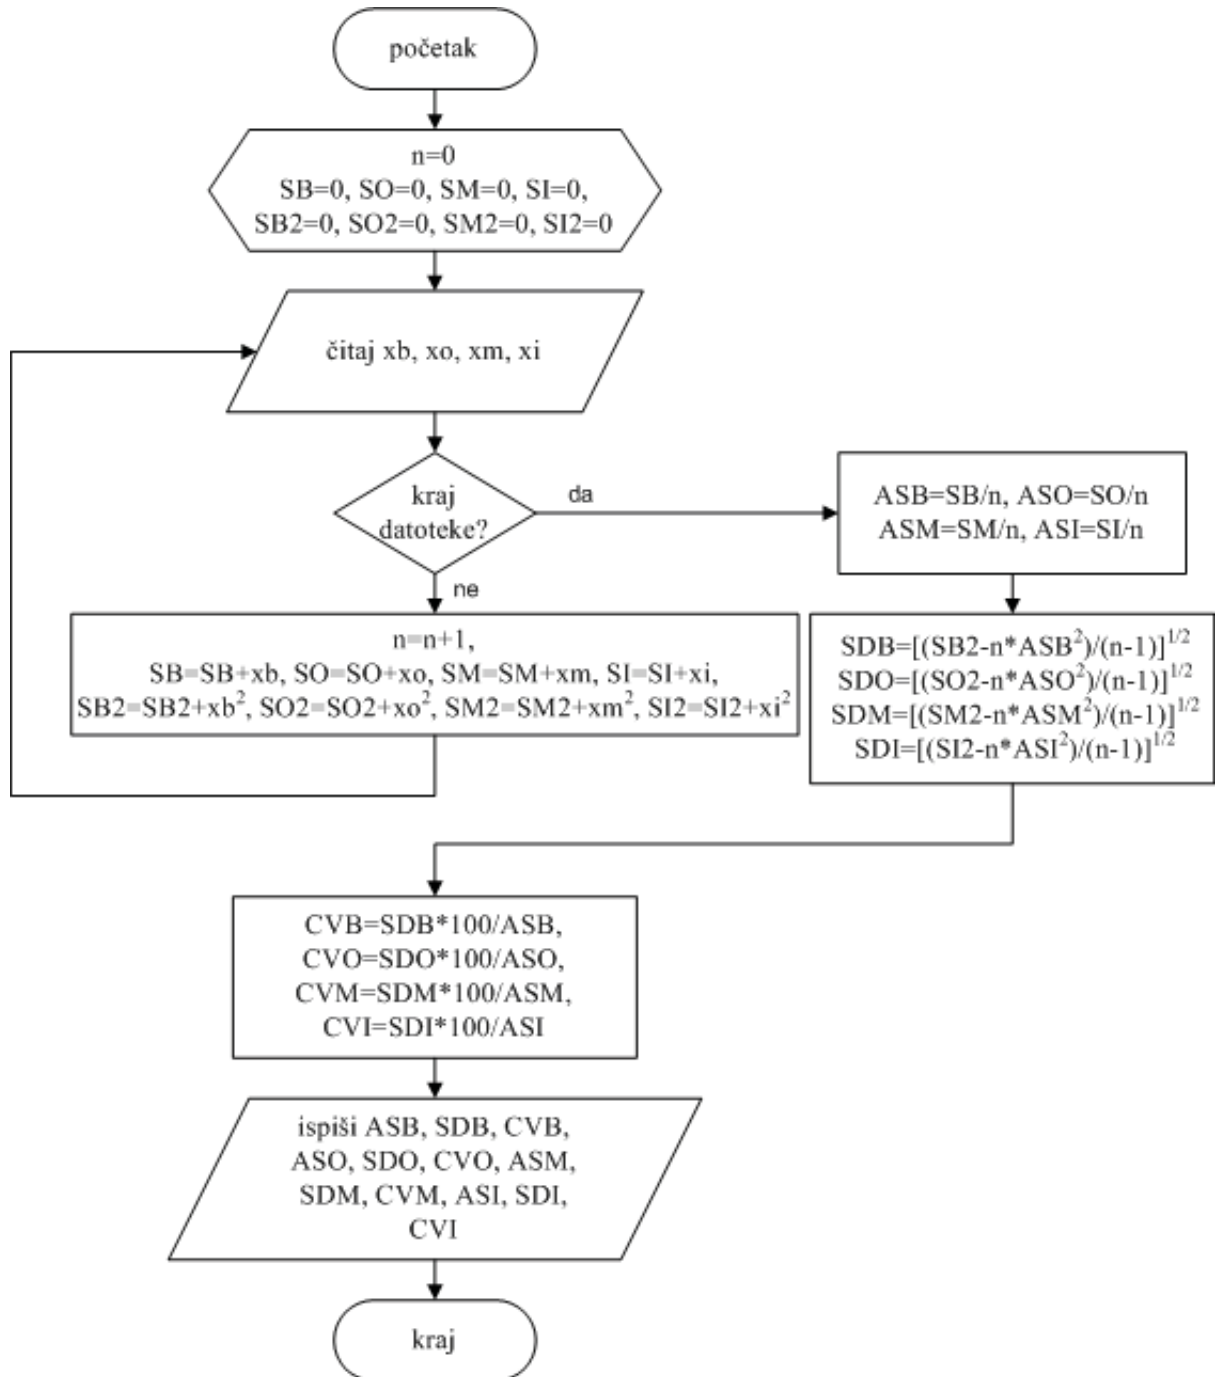 početak
n=0
SB=0, SO=0, SM=0, SI=0,
SB2=0, SO2=0, SM2=0, SI2=0
čitaj xb, xo, xm, xi
kraj
datoteke?
da
ne
ASB=SB/n, ASO=SO/n
ASM=SM/n, ASI=SI/n
n=n+1,
SB=SB+xb, SO=SO+xo, SM=SM+xm, SI=SI+xi,
SB2=SB2+xb², SO2=SO2+xo², SM2=SM2+xm², SI2=SI2+xi²
SDB=[(SB2-n*ASB²)/(n-1)]^1/2
SDO=[(SO2-n*ASO²)/(n-1)]^1/2
SDM=[(SM2-n*ASM²)/(n-1)]^1/2
SDI=[(SI2-n*ASI²)/(n-1)]^1/2
CVB=SDB*100/ASB,
CVO=SDO*100/ASO,
CVM=SDM*100/ASM,
CVI=SDI*100/ASI
ispiši ASB, SDB, CVB,
ASO, SDO, CVO, ASM,
SDM, CVM, ASI, SDI,
CVI
kraj